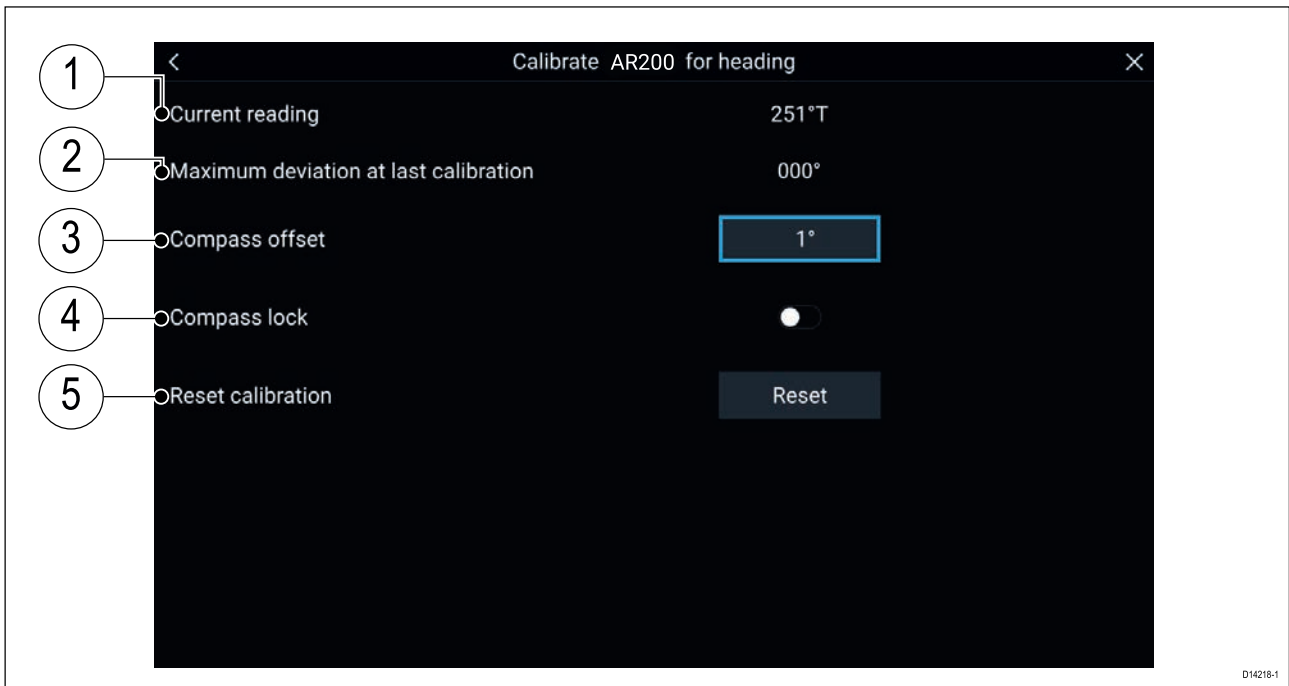 Calibrate AR200 for heading
1 Current reading 251°T
2 Maximum deviation at last calibration 000°
3 Compass offset 1°
4 Compass lock
5 Reset calibration Reset
D14218-1